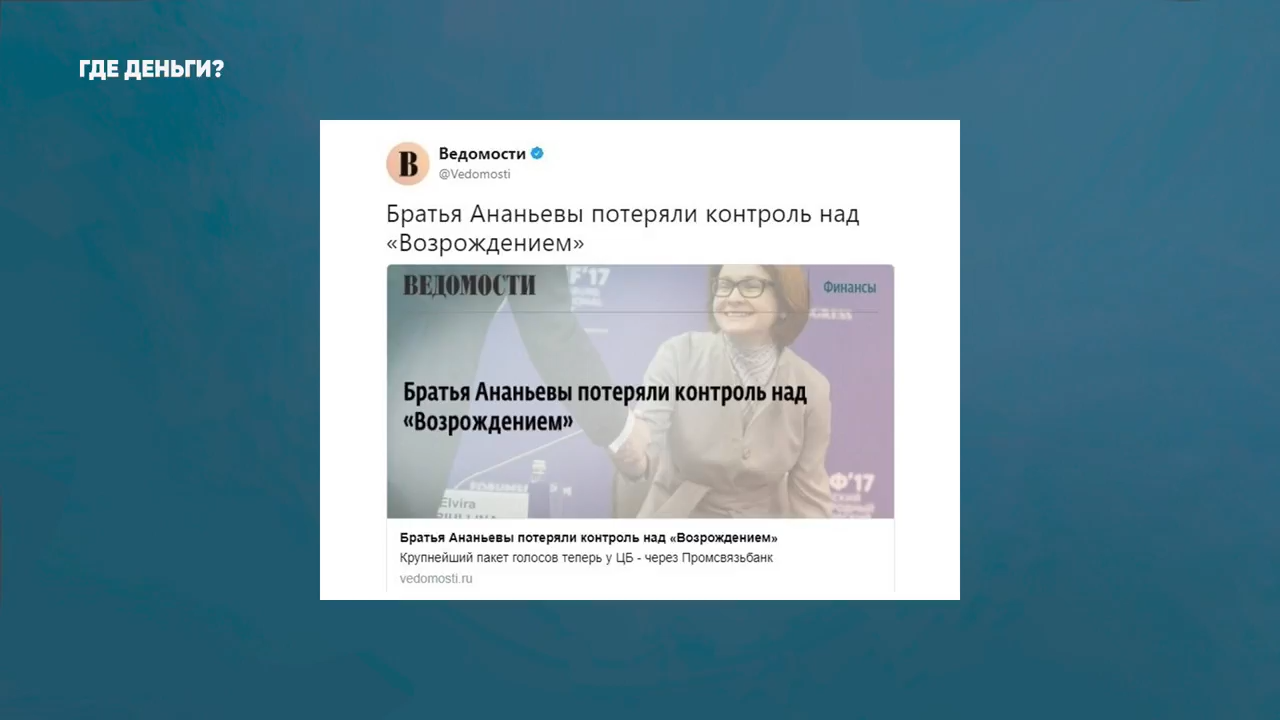 ГДЕ ДЕНЬГИ?
B
Ведомости
@Vedomosti
Братья Ананьевы потеряли контроль над
«Возрождением»
ВЕДОМОСТИ
Финансы
Братья Ананьевы потеряли контроль над
«Возрождением»
Elvira
Братья Ананьевы потеряли контроль над «Возрождением»
Крупнейший пакет голосов теперь у ЦБ - через Промсвязьбанк
vedomosti.ru